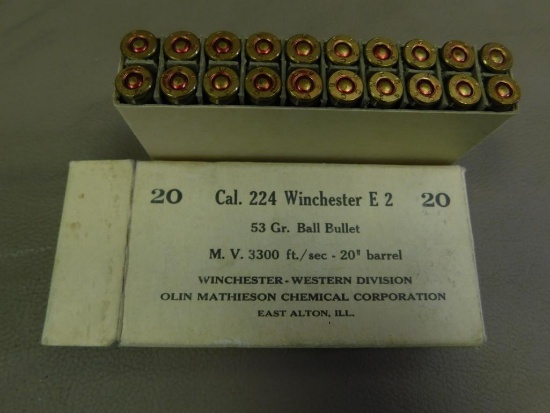 20 Cal. 224 Winchester E 2 20
53 Gr. Ball Bullet
M. V. 3300 ft./sec - 20" barrel
WINCHESTER-WESTERN DIVISION
OLIN MATHIESON CHEMICAL CORPORATION
EAST ALTON, ILL.